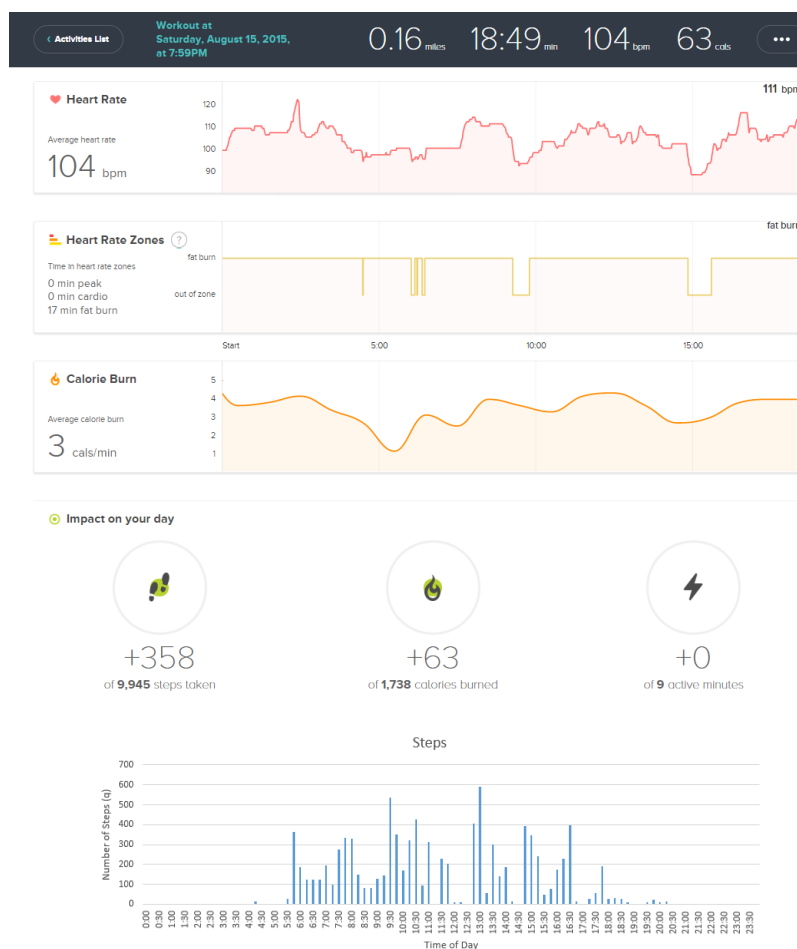 ‹ Activities List
Workout at
Saturday, August 15, 2015,
at 7:59PM
0.16 miles 18:49 min 104 bpm 63 cals
•••
Heart Rate
Average heart rate
104 bpm
111 bpm
120
110
100
90
Heart Rate Zones ?
Time in heart rate zones
0 min peak
0 min cardio
17 min fat burn
fat burn
fat burn
out of zone
Start 5:00 10:00 15:00
Calorie Burn
Average calorie burn
3 cals/min
5
4
3
2
1
Impact on your day
+358
of 9,945 steps taken
+63
of 1,738 calories burned
+0
of 9 active minutes
Steps
Number of Steps (q)
700
600
500
400
300
200
100
0
0:00 0:30 1:00 1:30 2:00 2:30 3:00 3:30 4:00 4:30 5:00 5:30 6:00 6:30 7:00 7:30 8:00 8:30 9:00 9:30 10:00 10:30 11:00 11:30 12:00 12:30 13:00 13:30 14:00 14:30 15:00 15:30 16:00 16:30 17:00 17:30 18:00 18:30 19:00 19:30 20:00 20:30 21:00 21:30 22:00 22:30 23:00 23:30
Time of Day